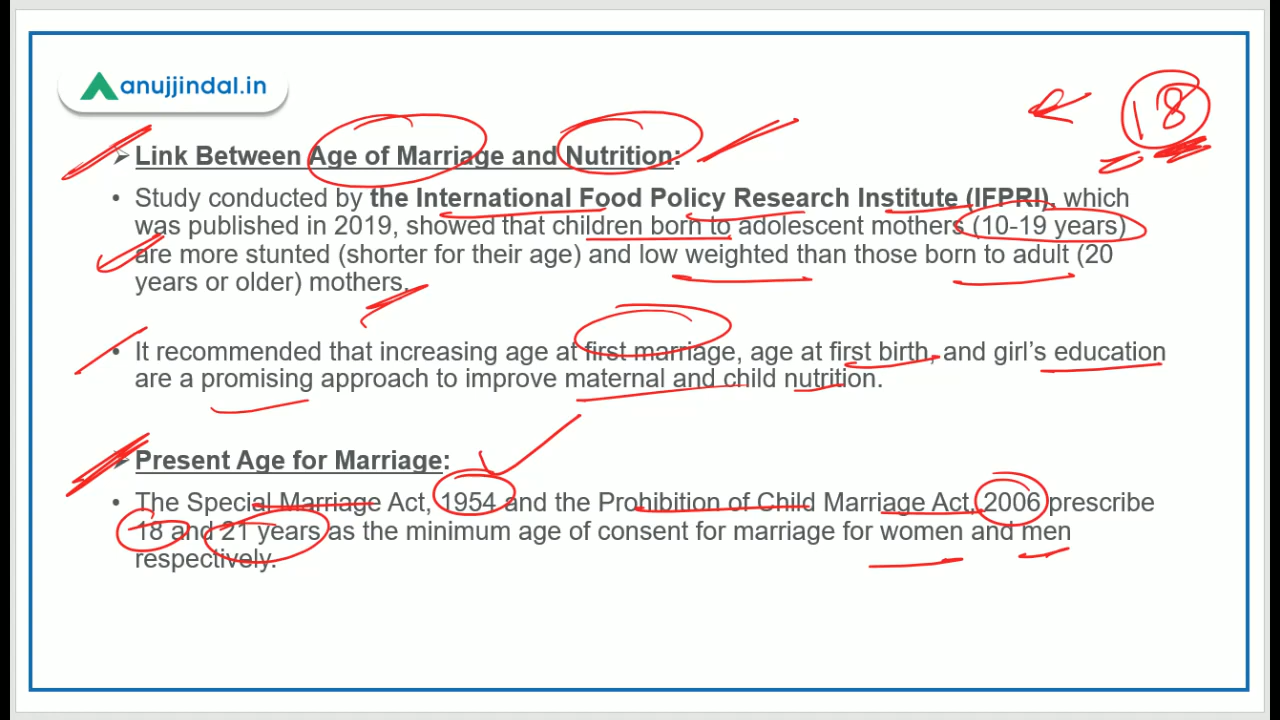 anujjindal.in
18
➢ Link Between Age of Marriage and Nutrition:
• Study conducted by the International Food Policy Research Institute (IFPRI), which
was published in 2019, showed that children born to adolescent mothers (10-19 years)
are more stunted (shorter for their age) and low weighted than those born to adult (20
years or older) mothers.
• It recommended that increasing age at first marriage, age at first birth, and girl’s education
are a promising approach to improve maternal and child nutrition.
➢ Present Age for Marriage:
• The Special Marriage Act, 1954 and the Prohibition of Child Marriage Act, 2006 prescribe
18 and 21 years as the minimum age of consent for marriage for women and men
respectively.